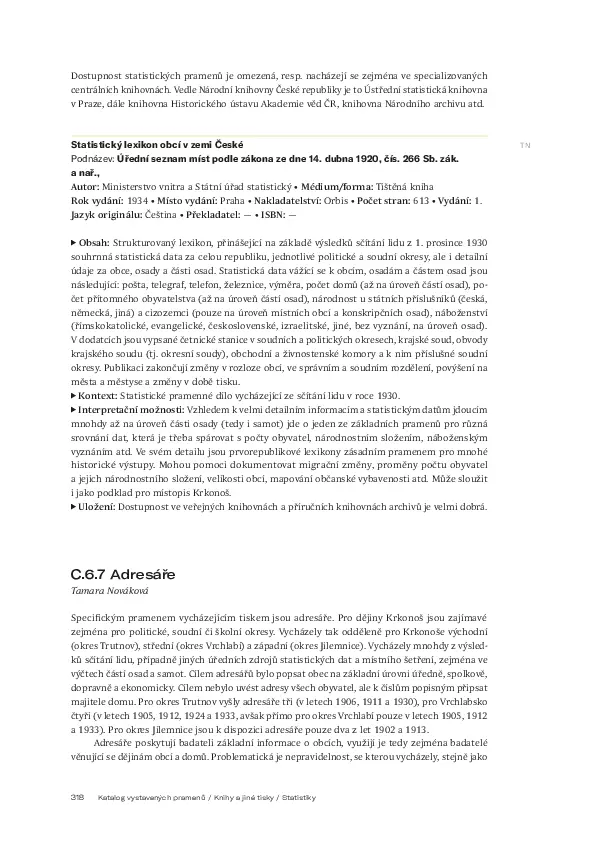 Dostupnost statistických pramenů je omezená, resp. nacházejí se zejména ve specializovaných
centrálních knihovnách. Vedle Národní knihovny České republiky je to Ústřední statistická knihovna
v Praze, dále knihovna Historického ústavu Akademie věd ČR, knihovna Národního archivu atd.
Statistický lexikon obcí v zemi České
TN
Podnázev: Úřední seznam míst podle zákona ze dne 14. dubna 1920, čís. 266 Sb. zák.
a nař.,
Autor: Ministerstvo vnitra a Státní úřad statistický • Médium/forma: Tištěná kniha
Rok vydání: 1934 • Místo vydání: Praha • Nakladatelství: Orbis • Počet stran: 613 • Vydání: 1.
Jazyk originálu: Čeština • Překladatel: — • ISBN: —
▶ Obsah: Strukturovaný lexikon, přinášející na základě výsledků sčítání lidu z 1. prosince 1930
souhrnná statistická data za celou republiku, jednotlivé politické a soudní okresy, ale i detailní
údaje za obce, osady a části osad. Statistická data vážící se k obcím, osadám a částem osad jsou
následující: pošta, telegraf, telefon, železnice, výměra, počet domů (až na úroveň částí osad), po-
čet přítomného obyvatelstva (až na úroveň částí osad), národnost u státních příslušníků (česká,
německá, jiná) a cizozemci (pouze na úroveň místních obcí a konskripčních osad), náboženství
(římskokatolické, evangelické, československé, izraelitské, jiné, bez vyznání, na úroveň osad).
V dodatcích jsou vypsané četnické stanice v soudních a politických okresech, krajské soud, obvody
krajského soudu (tj. okresní soudy), obchodní a živnostenské komory a k nim příslušné soudní
okresy. Publikaci zakončují změny v rozloze obcí, ve správním a soudním rozdělení, povýšení na
města a městyse a změny v době tisku.
▶ Kontext: Statistické pramenné dílo vycházející ze sčítání lidu v roce 1930.
▶ Interpretační možnosti: Vzhledem k velmi detailním informacím a statistickým datům jdoucím
mnohdy až na úroveň části osady (tedy i samot) jde o jeden ze základních pramenů pro různá
srovnání dat, která je třeba spárovat s počty obyvatel, národnostním složením, náboženským
vyznáním atd. Ve svém detailu jsou prvorepublikové lexikony zásadním pramenem pro mnohé
historické výstupy. Mohou pomoci dokumentovat migrační změny, proměny počtu obyvatel
a jejich národnostního složení, velikosti obcí, mapování občanské vybavenosti atd. Může sloužit
i jako podklad pro místopis Krkonoš.
▶ Uložení: Dostupnost ve veřejných knihovnách a příručních knihovnách archivů je velmi dobrá.
C.6.7 Adresáře
Tamara Nováková
Specifickým pramenem vycházejícím tiskem jsou adresáře. Pro dějiny Krkonoš jsou zajímavé
zejména pro politické, soudní či školní okresy. Vycházely tak odděleně pro Krkonoše východní
(okres Trutnov), střední (okres Vrchlabí) a západní (okres Jilemnice). Vycházely mnohdy z výsled-
ků sčítání lidu, případně jiných úředních zdrojů statistických dat a místního šetření, zejména ve
výčtech částí osad a samot. Cílem adresářů bylo popsat obec na základní úrovni úředně, spolkově,
dopravně a ekonomicky. Cílem nebylo uvést adresy všech obyvatel, ale k číslům popisným připsat
majitele domu. Pro okres Trutnov vyšly adresáře tři (v letech 1906, 1911 a 1930), pro Vrchlabsko
čtyři (v letech 1905, 1912, 1924 a 1933, avšak přímo pro okres Vrchlabí pouze v letech 1905, 1912
a 1933). Pro okres Jilemnice jsou k dispozici adresáře pouze dva z let 1902 a 1913.
Adresáře poskytují badateli základní informace o obcích, využijí je tedy zejména badatelé
věnující se dějinám obcí a domů. Problematická je nepravidelnost, se kterou vycházely, stejně jako
318 Katalog vystavených pramenů / Knihy a jiné tisky / Statistiky